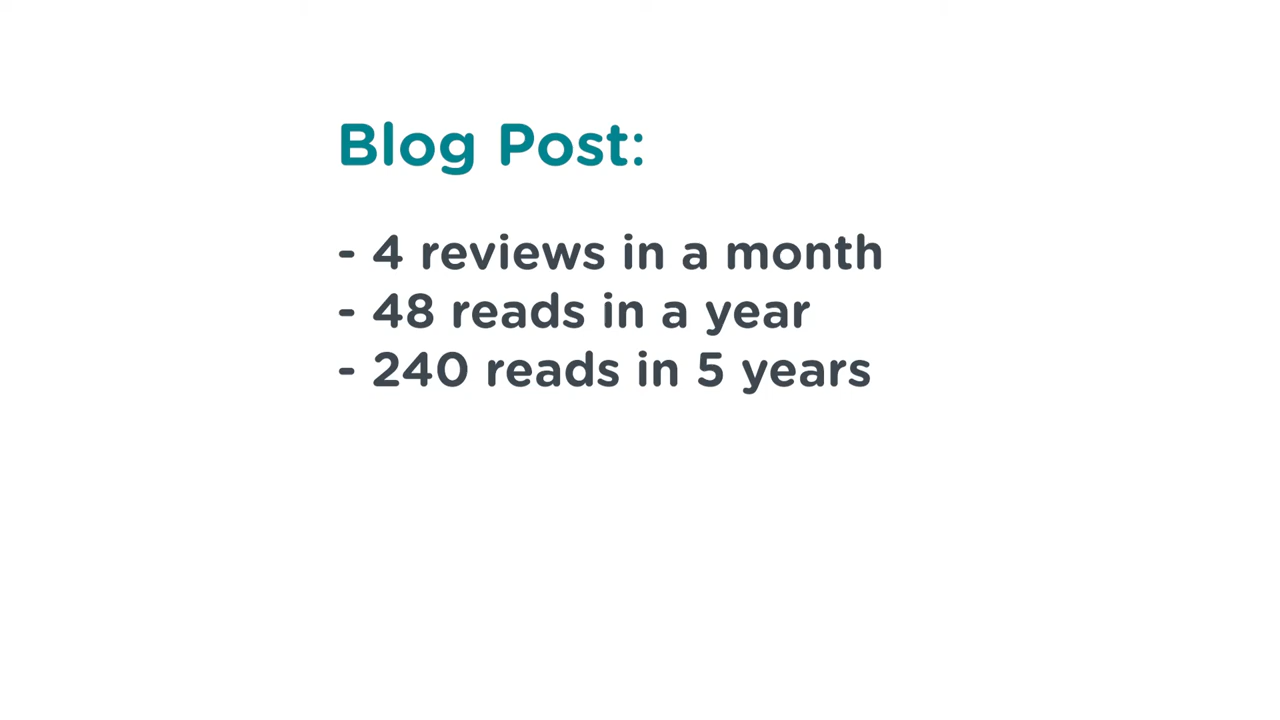 Blog Post:
- 4 reviews in a month
- 48 reads in a year
- 240 reads in 5 years